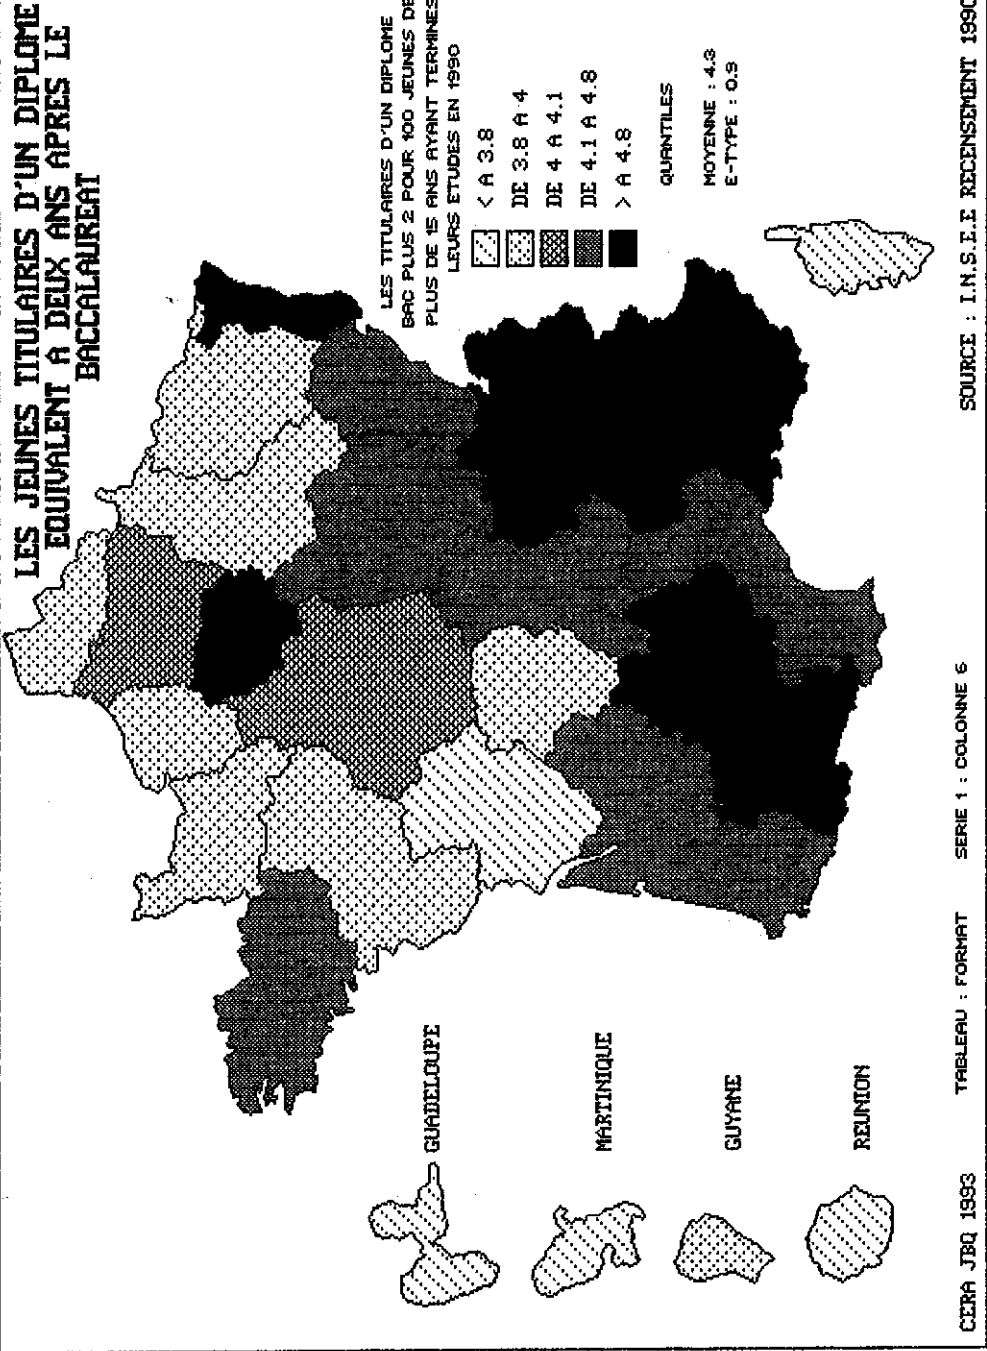 LES JEUNES TITULAIRES D'UN DIPLOME
EQUIVALENT A DEUX ANS APRES LE
BACCALAUREAT
LES TITULAIRES D'UN DIPLOME
BAC PLUS 2 POUR 100 JEUNES DE
PLUS DE 15 ANS AYANT TERMINES
LEURS ETUDES EN 1990
< A 3.8
DE 3.8 A 4
DE 4 A 4.1
DE 4.1 A 4.8
> A 4.8
QUANTILES
MOYENNE : 4.3
E-TYPE : 0.9
GUADELOUPE
MARTINIQUE
GUYANE
REUNION
CERA JBQ 1993
TABLEAU : FORMAT
SERIE 1 : COLONNE 6
SOURCE : I.N.S.E.E RECENSEMENT 1990